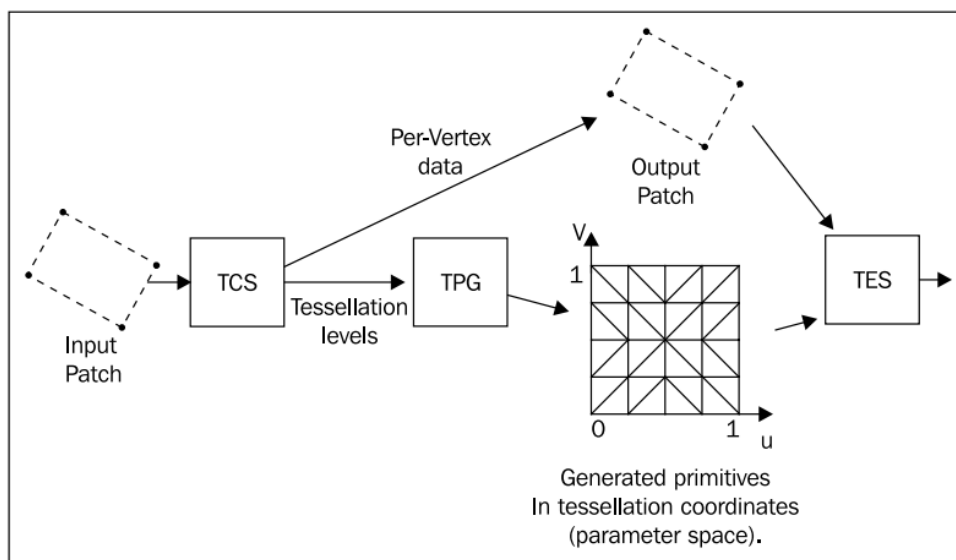 Per-Vertex
data
Output
Patch
V
1
TCS
TPG
TES
Tessellation
levels
Input
Patch
0
1
u
Generated primitives
In tessellation coordinates
(parameter space).